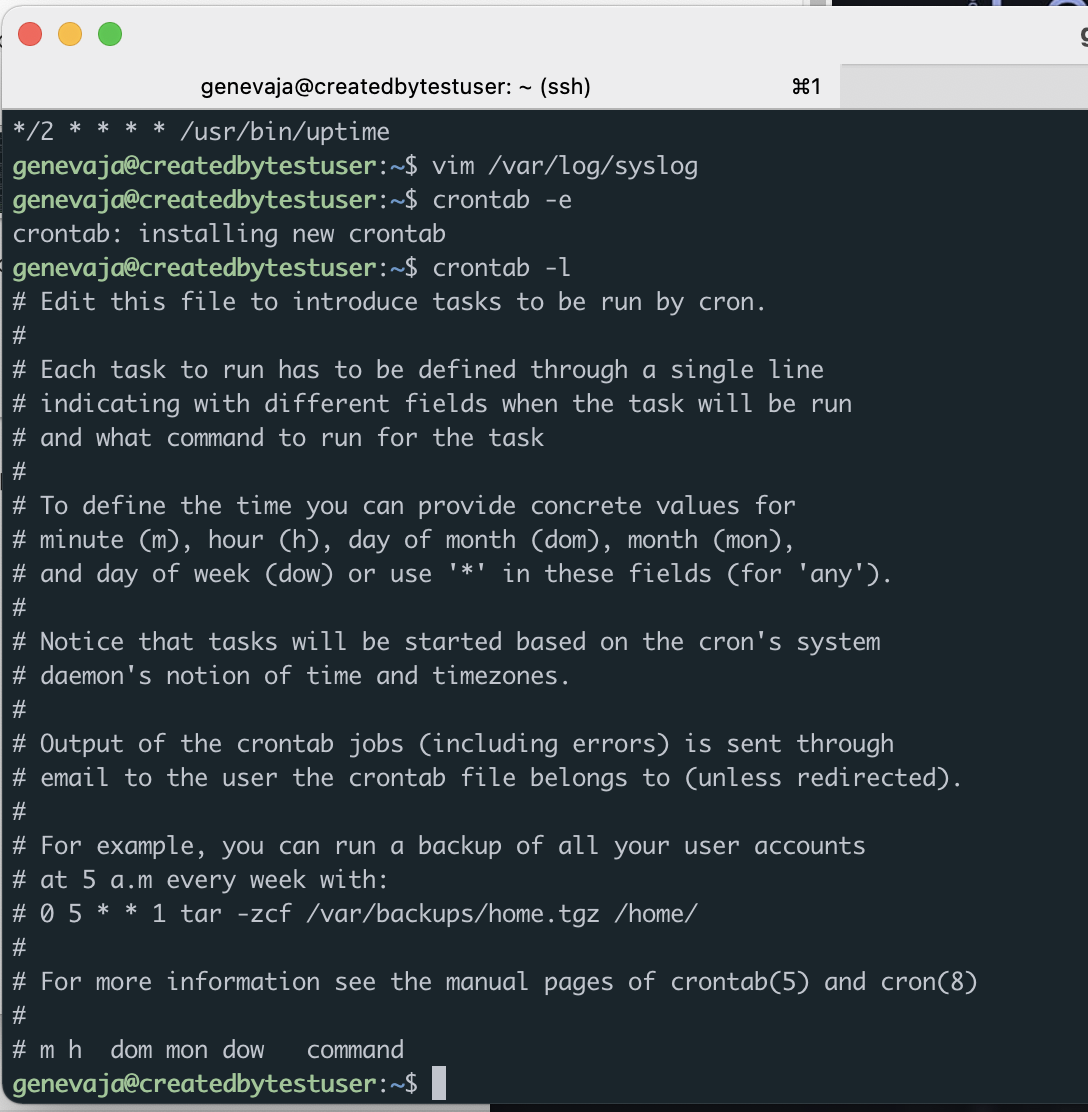 genevaja@createdbytestuser: ~ (ssh)
⌘1
*/2 * * * * /usr/bin/uptime
genevaja@createdbytestuser:~$ vim /var/log/syslog
genevaja@createdbytestuser:~$ crontab -e
crontab: installing new crontab
genevaja@createdbytestuser:~$ crontab -l
# Edit this file to introduce tasks to be run by cron.
#
# Each task to run has to be defined through a single line
# indicating with different fields when the task will be run
# and what command to run for the task
#
# To define the time you can provide concrete values for
# minute (m), hour (h), day of month (dom), month (mon),
# and day of week (dow) or use '*' in these fields (for 'any').
#
# Notice that tasks will be started based on the cron's system
# daemon's notion of time and timezones.
#
# Output of the crontab jobs (including errors) is sent through
# email to the user the crontab file belongs to (unless redirected).
#
# For example, you can run a backup of all your user accounts
# at 5 a.m every week with:
# 0 5 * * 1 tar -zcf /var/backups/home.tgz /home/
#
# For more information see the manual pages of crontab(5) and cron(8)
#
# m h  dom mon dow   command
genevaja@createdbytestuser:~$